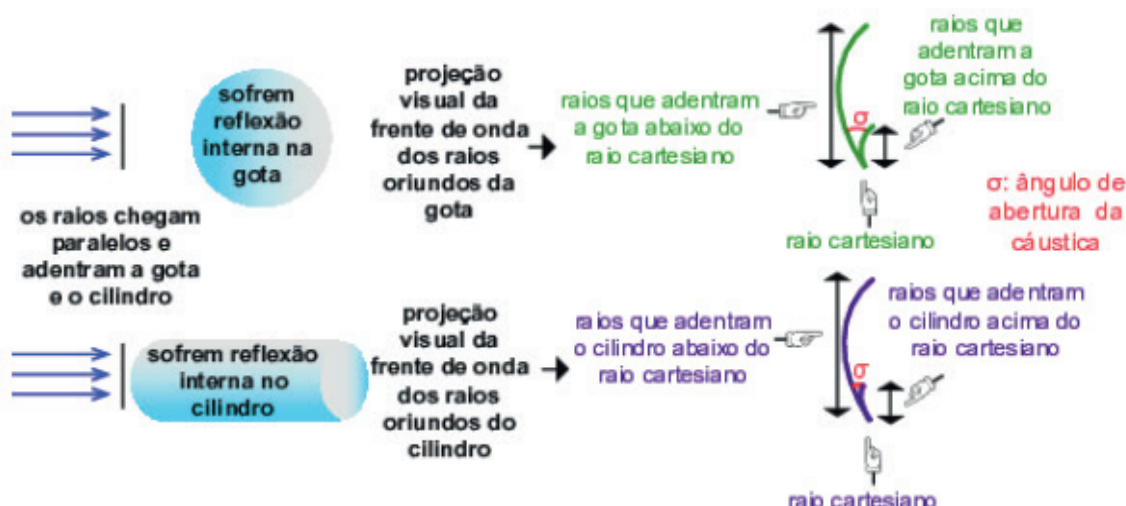 os raios chegam
paralelos e
adentram a gota
e o cilindro
sofrem
reflexão
interna na
gota
projeção
visual da
frente de onda
dos raios
oriundos da
gota
raios que adentram
a gota abaixo do
raio cartesiano
σ
raios que
adentram a
gota acima do
raio cartesiano
raio cartesiano
σ: ângulo de
abertura da
cáustica
sofrem reflexão
interna no
cilindro
projeção
visual da
frente de onda
dos raios
oriundos do
cilindro
raios que adentram
o cilindro abaixo do
raio cartesiano
σ
raios que adentram
o cilindro acima do
raio cartesiano
raio cartesiano